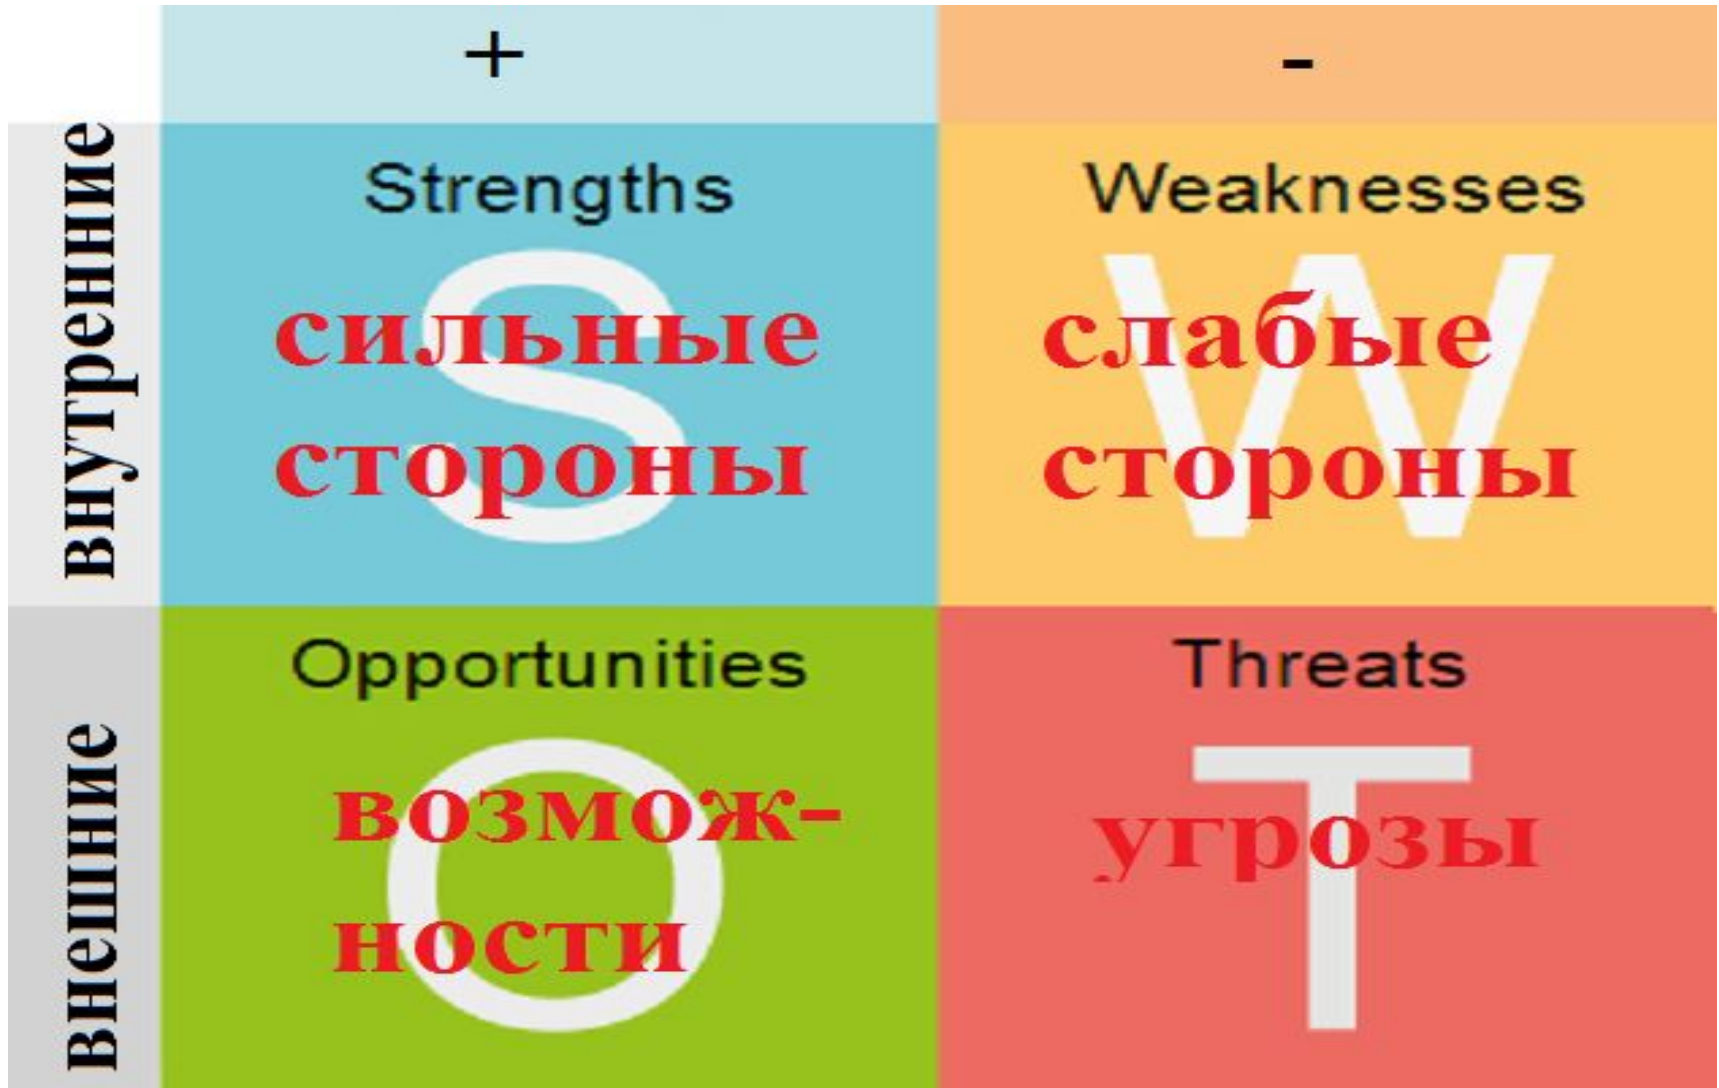 +
-
внутренние
Strengths
S
сильные
стороны
Weaknesses
W
слабые
стороны
внешние
Opportunities
O
возмож-
ности
Threats
T
угрозы